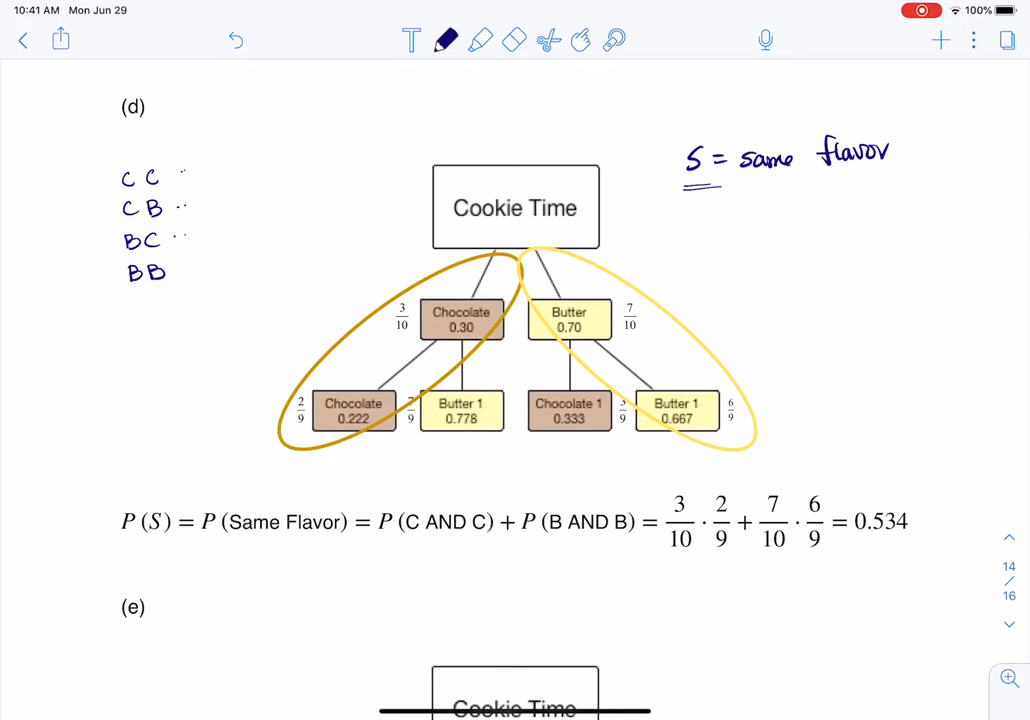 10:41 AM Mon Jun 29
100%
T
(d)
S = same flavor
C C
C B
B C
B B
Cookie Time
3/10
Chocolate
0.30
Butter
0.70
7/10
2/9
Chocolate
0.222
7/9
Butter 1
0.778
Chocolate 1
0.333
3/9
Butter 1
0.667
6/9
P (S) = P (Same Flavor) = P (C AND C) + P (B AND B) = 3/10 · 2/9 + 7/10 · 6/9 = 0.534
14
/
16
(e)
Cookie Time